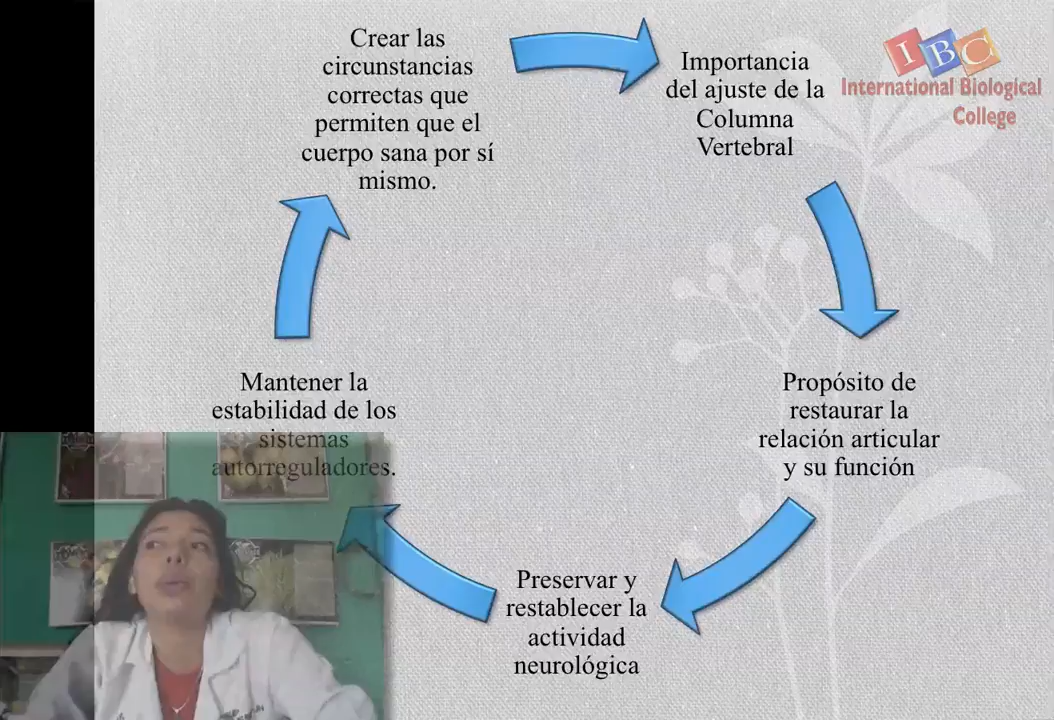 Crear las
circunstancias
correctas que
permiten que el
cuerpo sana por sí
mismo.
Importancia
del ajuste de la
Columna
Vertebral
IBC
International Biological
College
Propósito de
restaurar la
relación articular
y su función
Preservar y
restablecer la
actividad
neurológica
Mantener la
estabilidad de los
sistemas
autorreguladores.